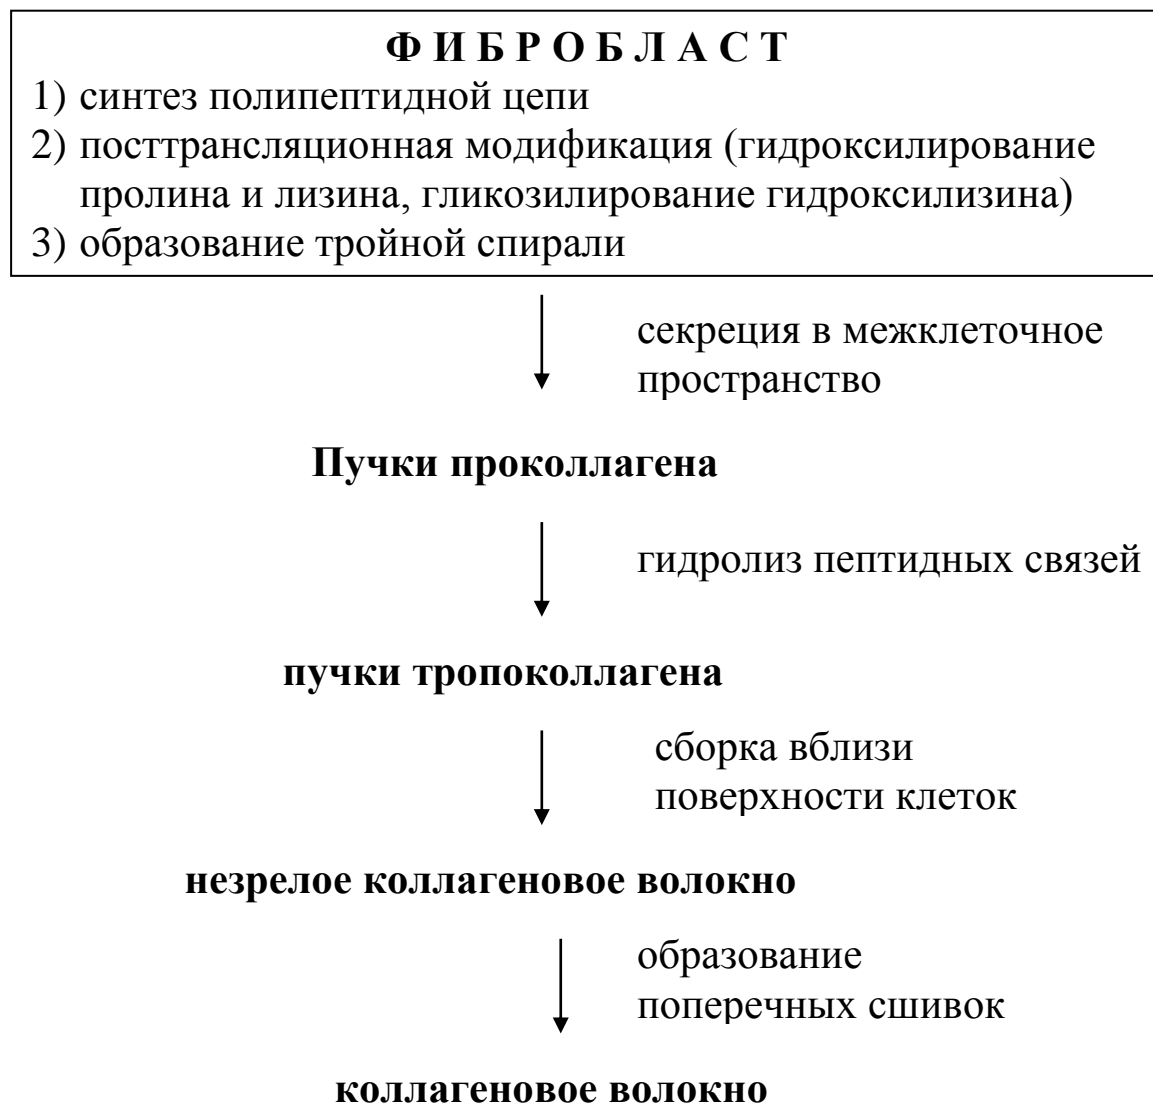 Ф И Б Р О Б Л А С Т
1) синтез полипептидной цепи
2) посттрансляционная модификация (гидроксилирование
пролина и лизина, гликозилирование гидроксилизина)
3) образование тройной спирали
секреция в межклеточное
пространство
Пучки проколлагена
гидролиз пептидных связей
пучки тропоколлагена
сборка вблизи
поверхности клеток
незрелое коллагеновое волокно
образование
поперечных сшивок
коллагеновое волокно